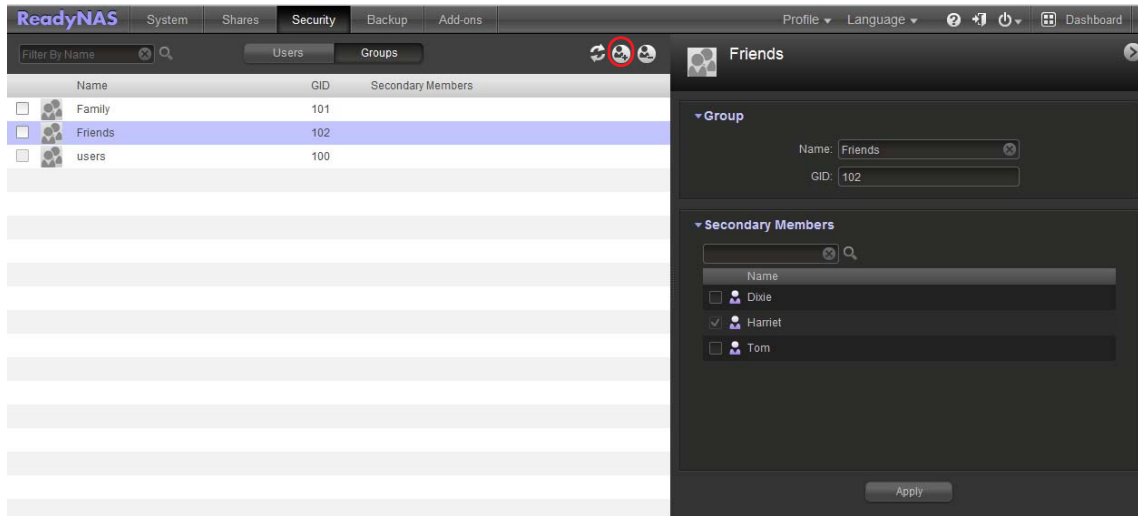 ReadyNAS System Shares Security Backup Add-ons Profile Language Dashboard
Filter By Name Users Groups
Name GID Secondary Members
Family 101
Friends 102
users 100
Friends
Group
Name: Friends
GID: 102
Secondary Members
Name
Dixie
Harriet
Tom
Apply